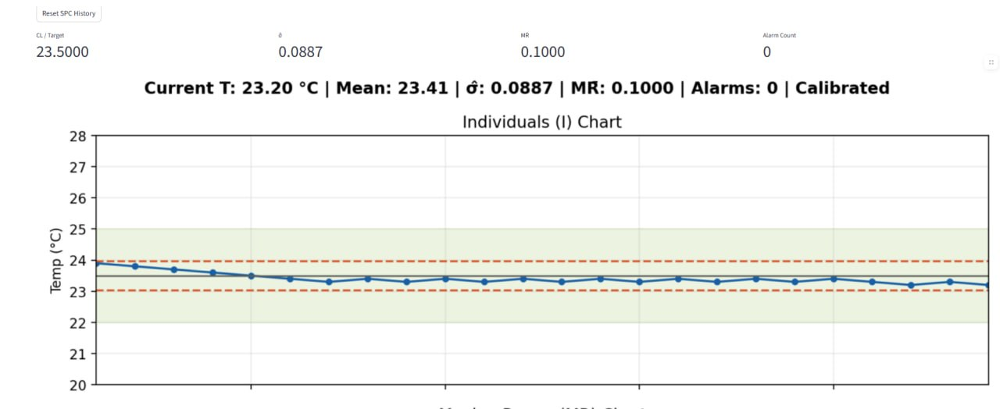 Reset SPC History
CL / Target
σ̂
MR
Alarm Count
23.5000
0.0887
0.1000
0
Current T: 23.20 °C | Mean: 23.41 | σ̂: 0.0887 | MR̄: 0.1000 | Alarms: 0 | Calibrated
Individuals (I) Chart
28
27
26
25
24
23
22
21
20
Temp (°C)